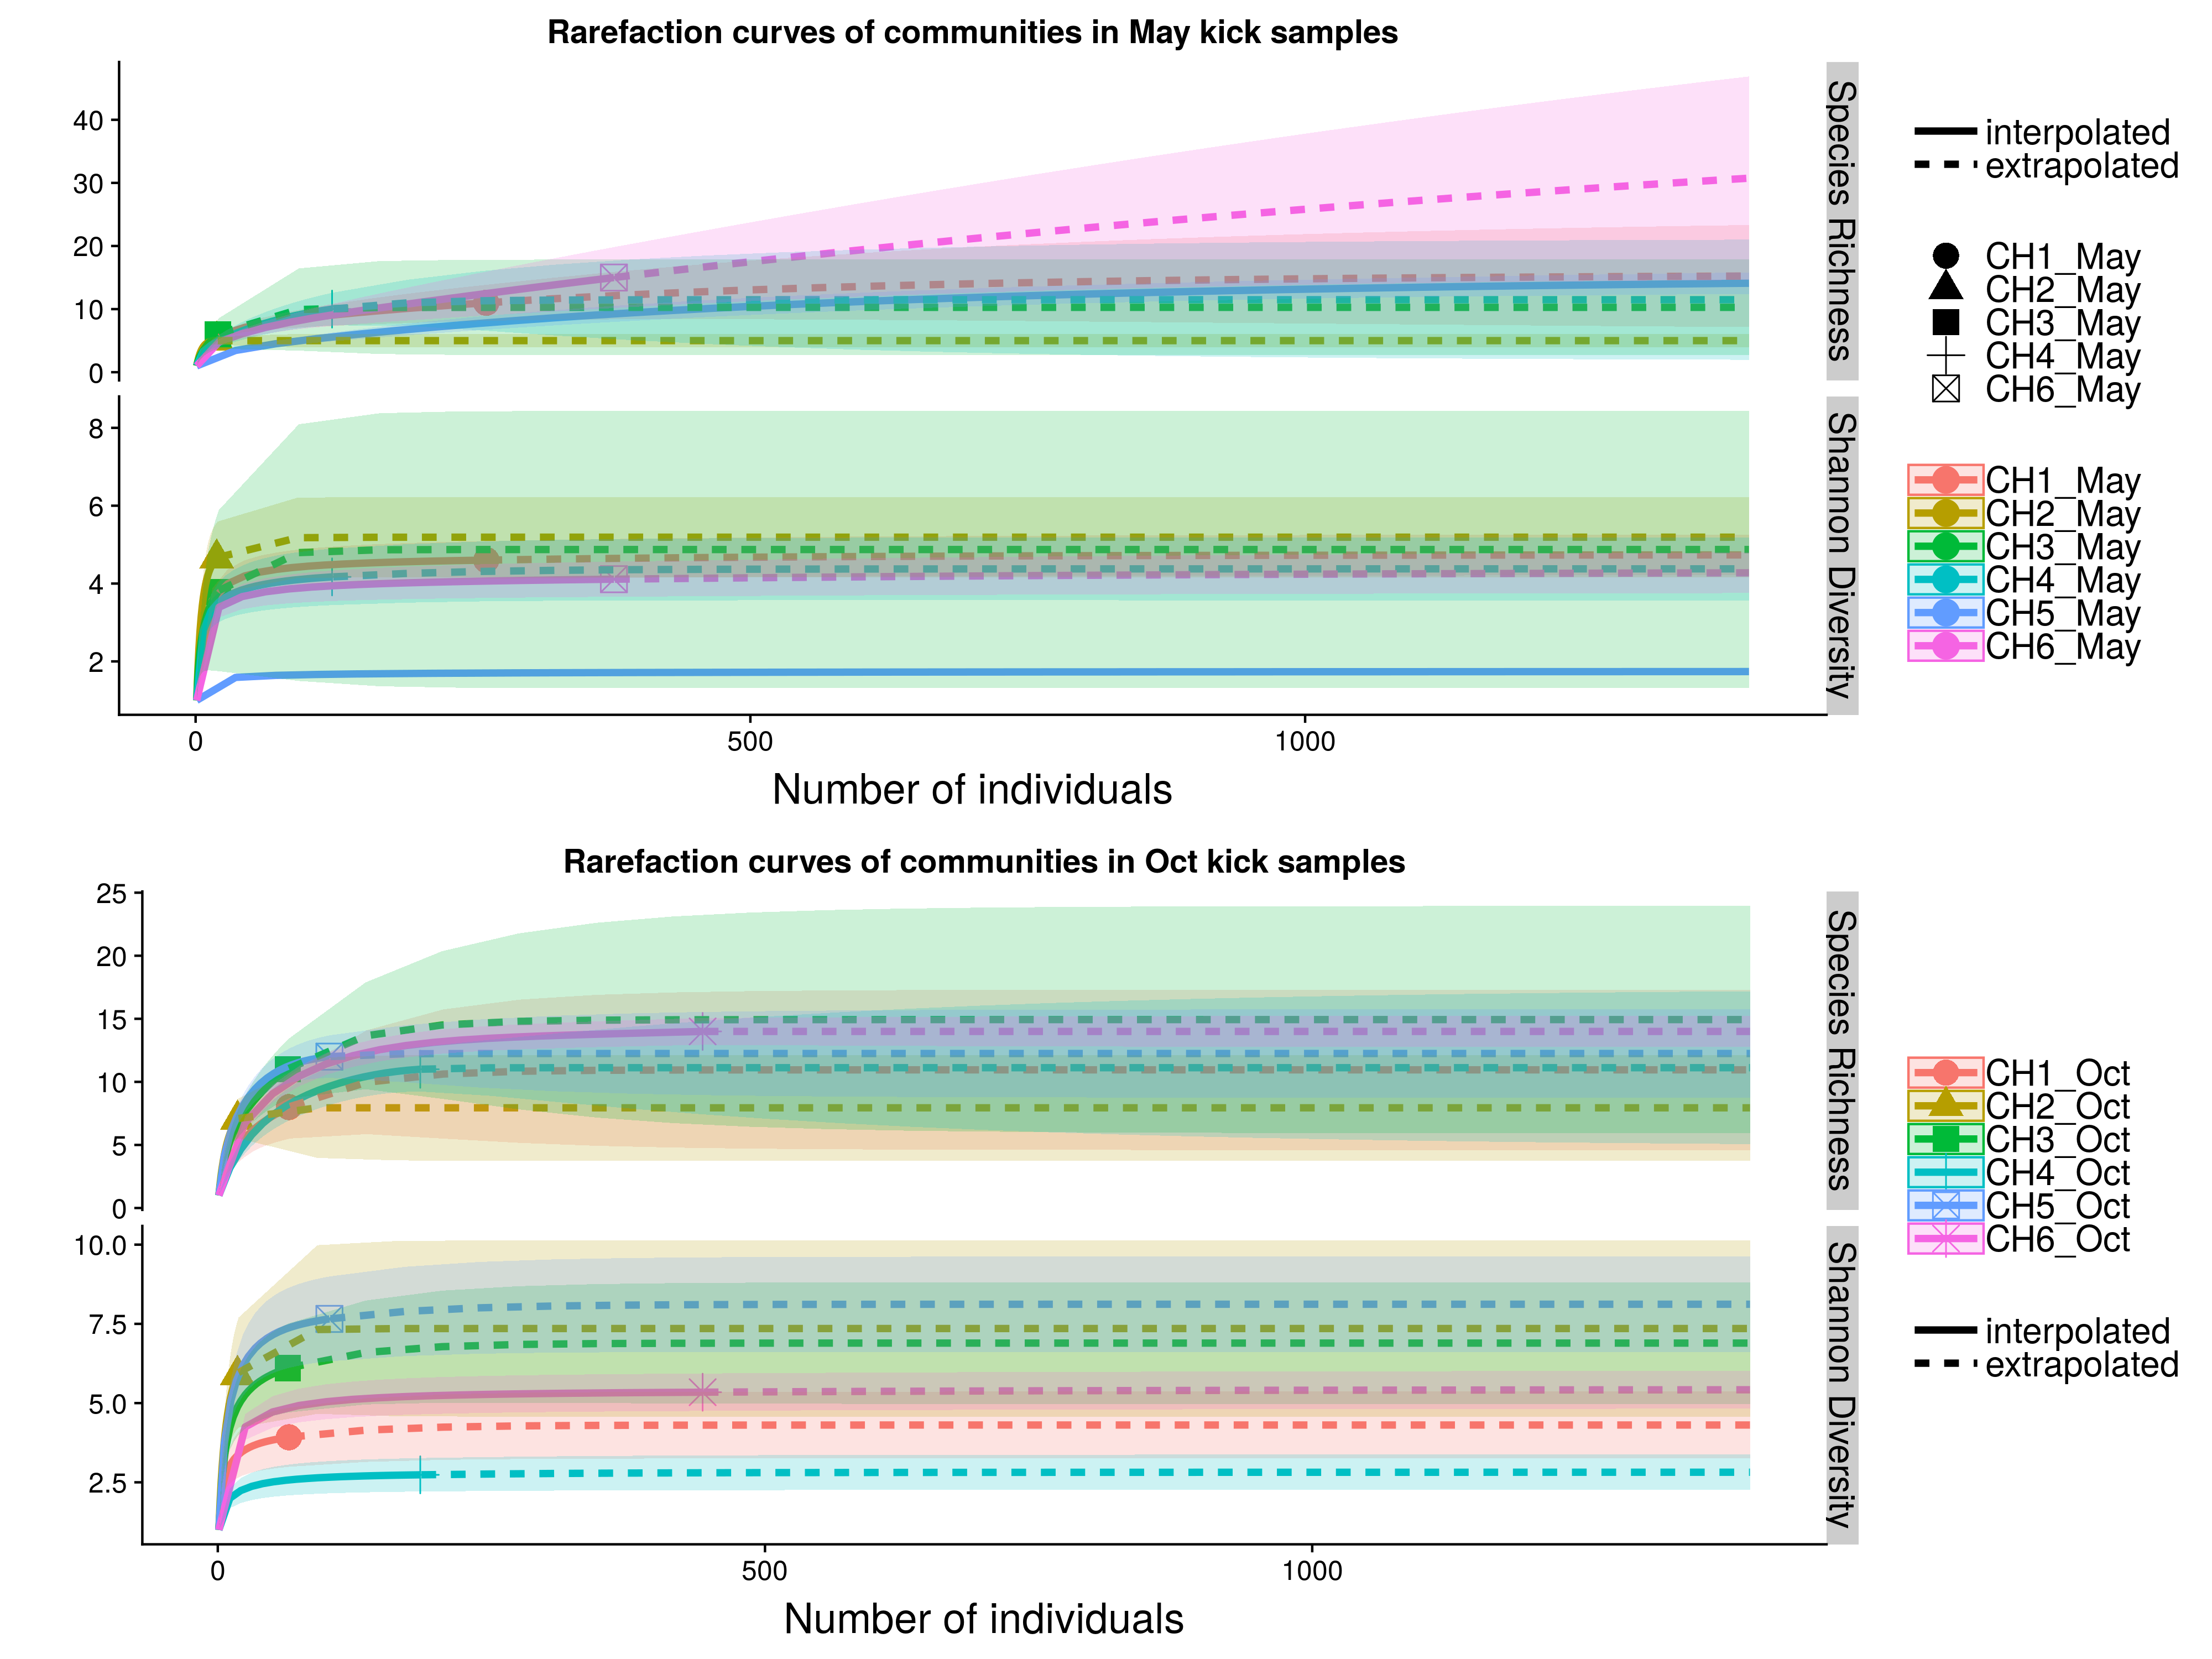 Rarefaction curves of communities in May kick samples
40
30
20
10
0
Species Richness
8
6
4
2
Shannon Diversity
0
500
1000
Number of individuals
interpolated
extrapolated
CH1_May
CH2_May
CH3_May
CH4_May
CH6_May
CH1_May
CH2_May
CH3_May
CH4_May
CH5_May
CH6_May
Rarefaction curves of communities in Oct kick samples
25
20
15
10
5
0
Species Richness
10.0
7.5
5.0
2.5
Shannon Diversity
0
500
1000
Number of individuals
CH1_Oct
CH2_Oct
CH3_Oct
CH4_Oct
CH5_Oct
CH6_Oct
interpolated
extrapolated